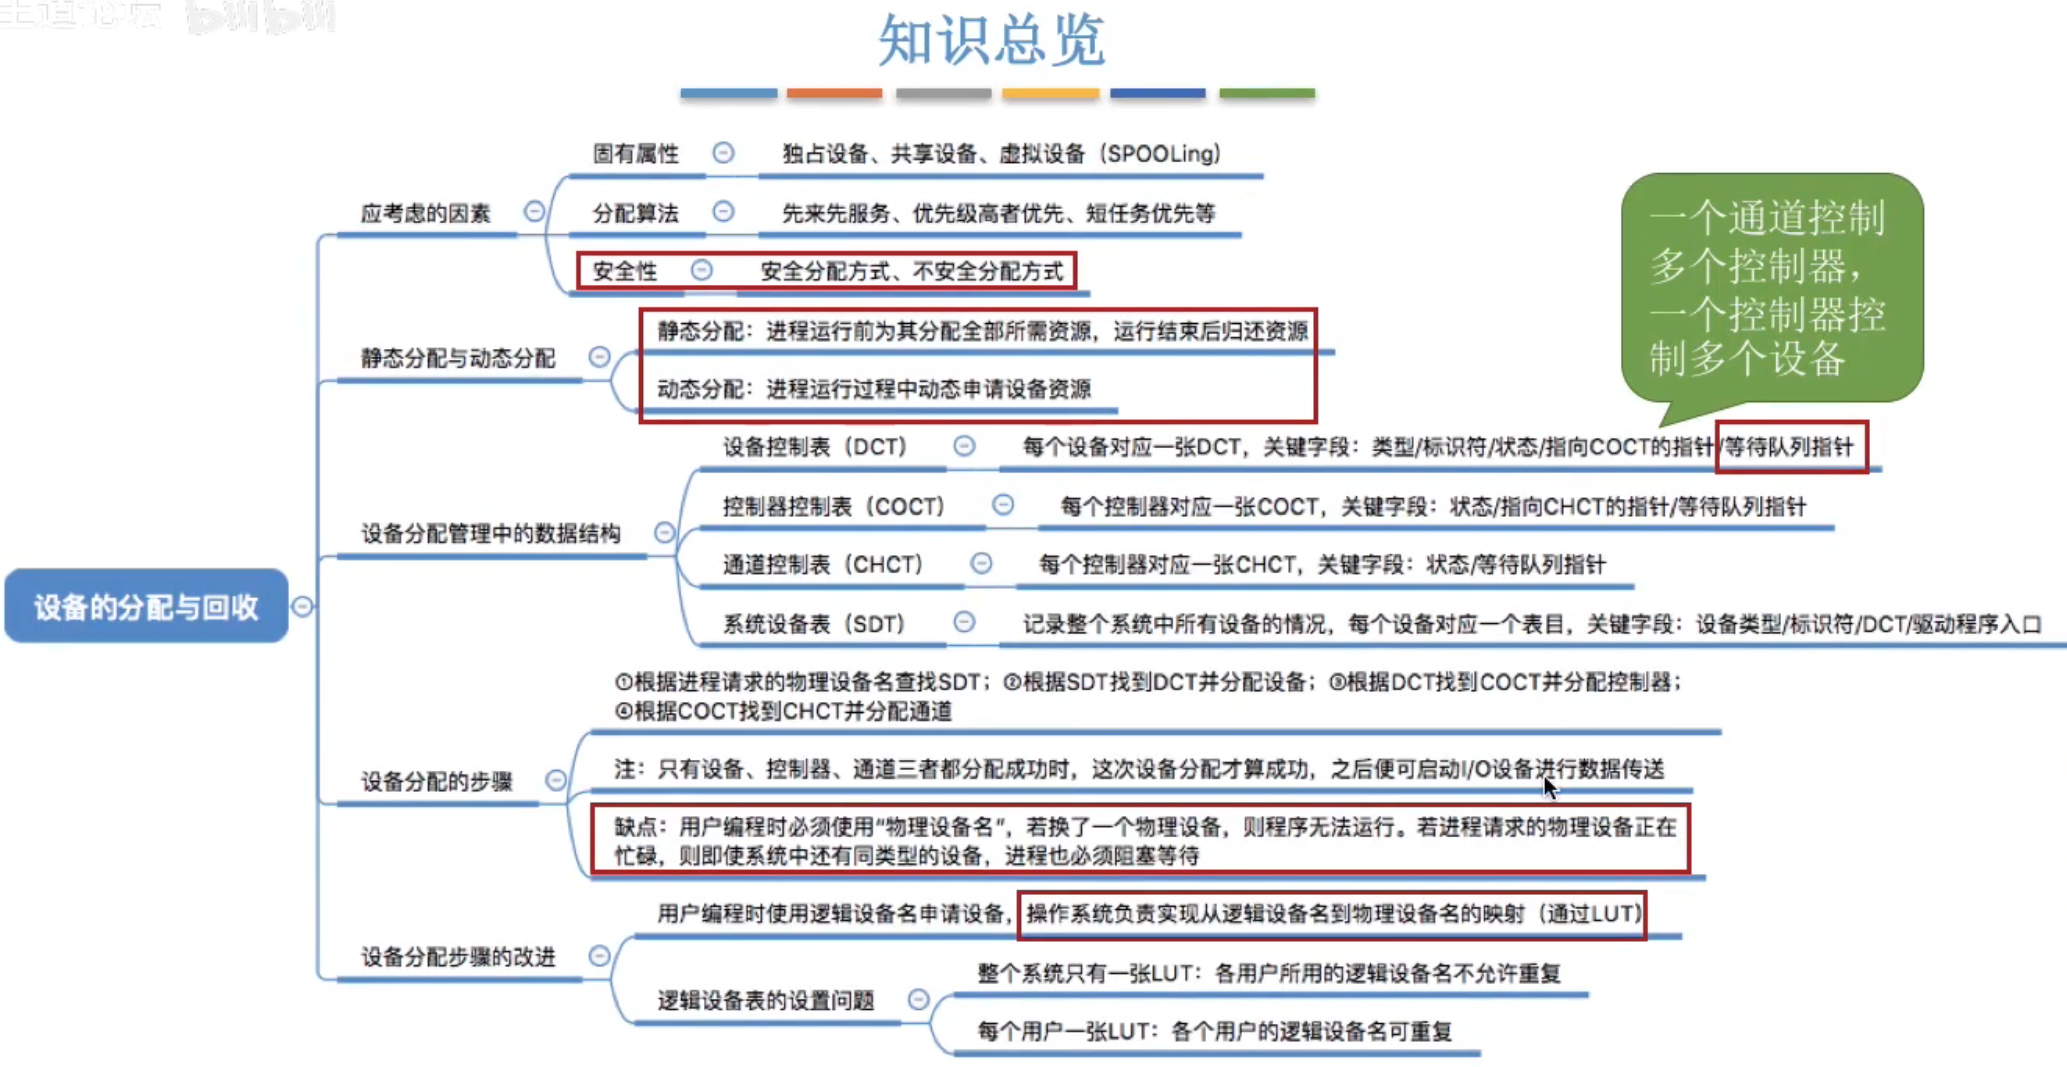 王道论坛 bilibili
知识总览
固有属性 独占设备、共享设备、虚拟设备（SPOOLing）
应考虑的因素
分配算法 先来先服务、优先级高者优先、短任务优先等
安全性 安全分配方式、不安全分配方式
一个通道控制
多个控制器，
一个控制器控
制多个设备
静态分配：进程运行前为其分配全部所需资源，运行结束后归还资源
静态分配与动态分配
动态分配：进程运行过程中动态申请设备资源
设备控制表（DCT） 每个设备对应一张DCT，关键字段：类型/标识符/状态/指向COCT的指针/等待队列指针
控制器控制表（COCT） 每个控制器对应一张COCT，关键字段：状态/指向CHCT的指针/等待队列指针
设备分配管理中的数据结构
通道控制表（CHCT） 每个控制器对应一张CHCT，关键字段：状态/等待队列指针
系统设备表（SDT） 记录整个系统中所有设备的情况，每个设备对应一个表目，关键字段：设备类型/标识符/DCT/驱动程序入口
设备的分配与回收
①根据进程请求的物理设备名查找SDT；②根据SDT找到DCT并分配设备；③根据DCT找到COCT并分配控制器；
④根据COCT找到CHCT并分配通道
注：只有设备、控制器、通道三者都分配成功时，这次设备分配才算成功，之后便可启动I/O设备进行数据传送
设备分配的步骤
缺点：用户编程时必须使用“物理设备名”，若换了一个物理设备，则程序无法运行。若进程请求的物理设备正在
忙碌，则即使系统中还有同类型的设备，进程也必须阻塞等待
用户编程时使用逻辑设备名申请设备，操作系统负责实现从逻辑设备名到物理设备名的映射（通过LUT）
设备分配步骤的改进
整个系统只有一张LUT：各用户所用的逻辑设备名不允许重复
逻辑设备表的设置问题
每个用户一张LUT：各个用户的逻辑设备名可重复